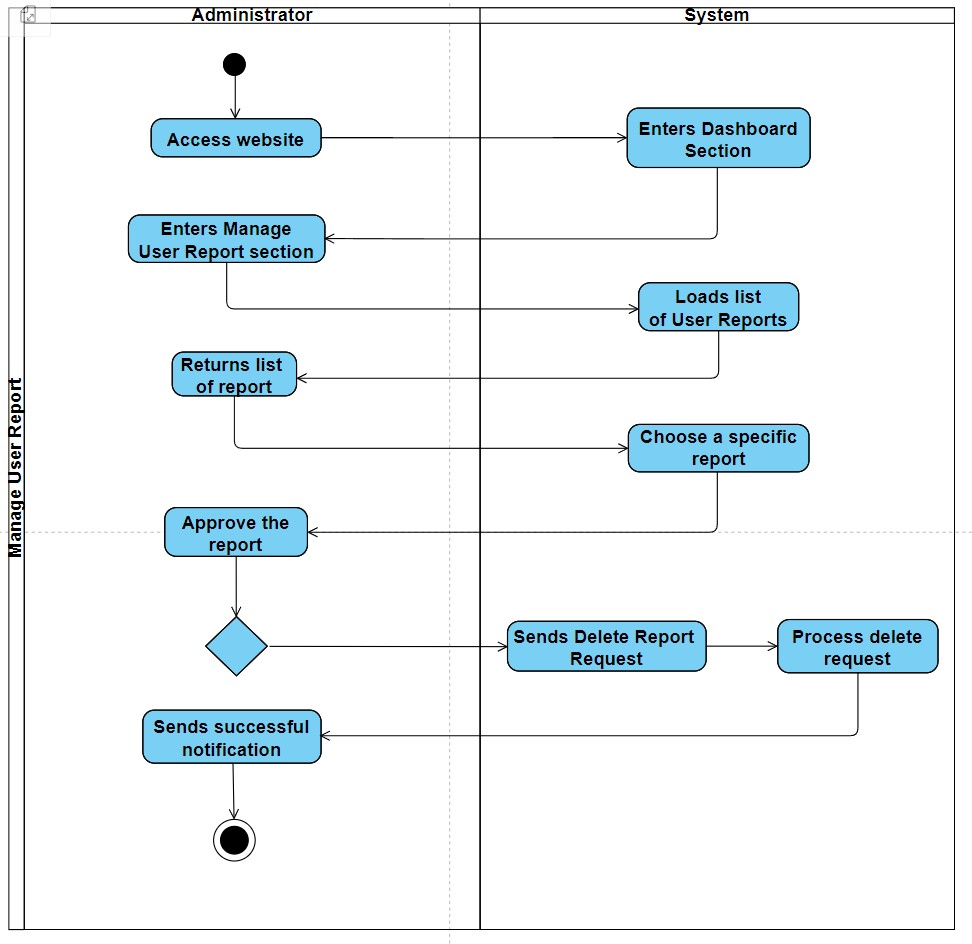 Administrator
System
Manage User Report
Access website
Enters Dashboard
Section
Enters Manage
User Report section
Loads list
of User Reports
Returns list
of report
Choose a specific
report
Approve the
report
Sends Delete Report
Request
Process delete
request
Sends successful
notification